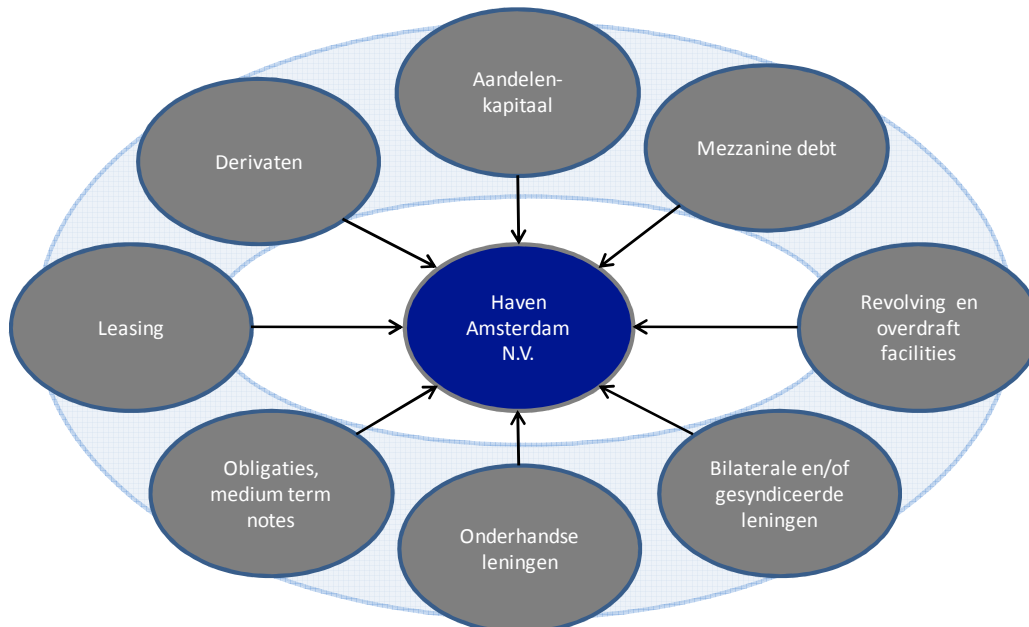 Aandelen-
kapitaal
Mezzanine debt
Derivaten
Leasing
Haven
Amsterdam
N.V.
Revolving en
overdraft
facilities
Obligaties,
medium term
notes
Onderhandse
leningen
Bilaterale en/of
gesyndiceerde
leningen